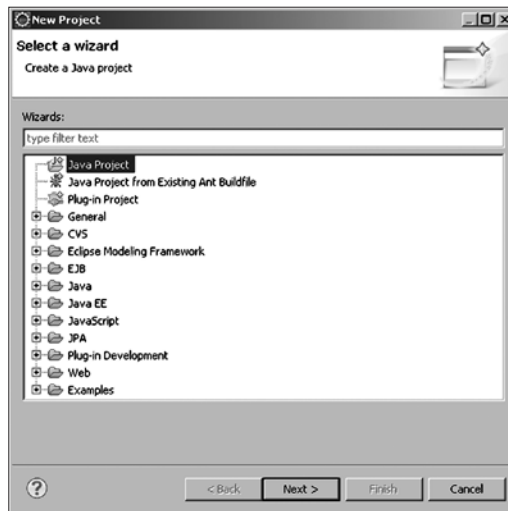 New Project
Select a wizard
Create a Java project
Wizards:
type filter text
Java Project
Java Project from Existing Ant Buildfile
Plug-in Project
General
CVS
Eclipse Modeling Framework
EJB
Java
Java EE
JavaScript
JPA
Plug-in Development
Web
Examples
< Back
Next >
Finish
Cancel